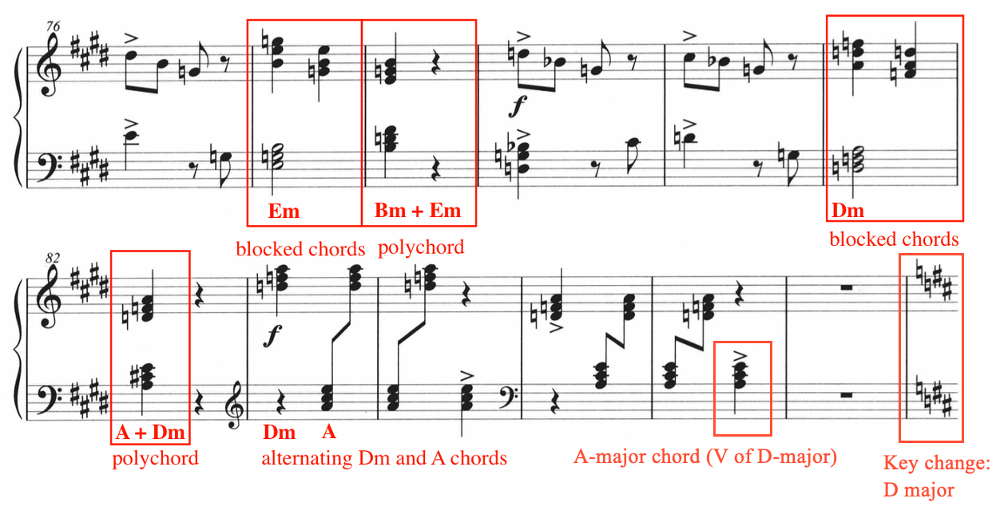 76
f
Em
Bm + Em
Dm
blocked chords
polychord
blocked chords
82
f
A + Dm
Dm
A
polychord
alternating Dm and A chords
A-major chord (V of D-major)
Key change:
D major